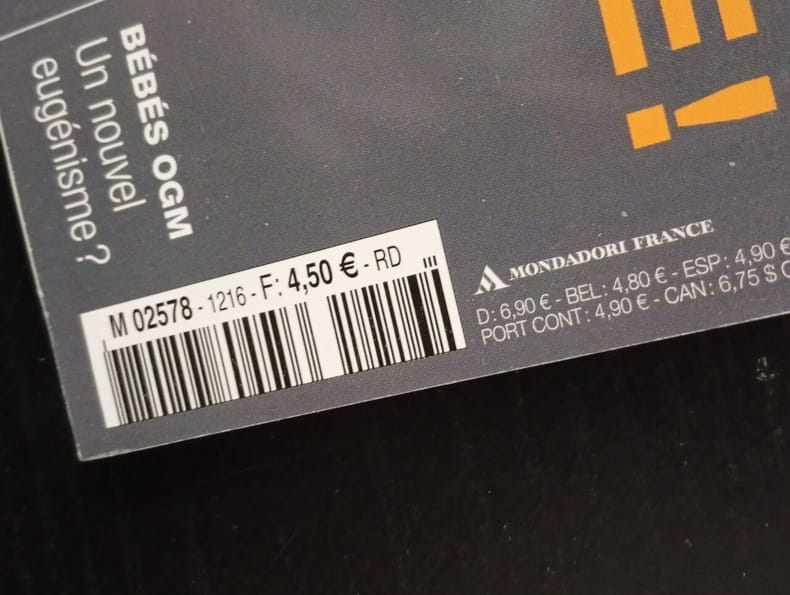 BÉBÉS OGM
Un nouvel
eugénisme ?
!
M 02578 - 1216 - F: 4,50 € - RD
MONDADORI FRANCE
D : 6,90 € - BEL : 4,80 € - ESP : 4,90 €
PORT CONT : 4,90 € - CAN : 6,75 $ C